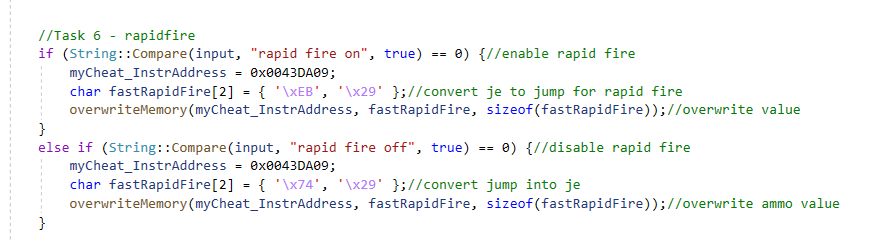 //Task 6 - rapidfire
if (String::Compare(input, "rapid fire on", true) == 0) {//enable rapid fire
myCheat_InstrAddress = 0x0043DA09;
char fastRapidFire[2] = { '\xEB', '\x29' };//convert je to jump for rapid fire
overwriteMemory(myCheat_InstrAddress, fastRapidFire, sizeof(fastRapidFire));//overwrite value
}
else if (String::Compare(input, "rapid fire off", true) == 0) {//disable rapid fire
myCheat_InstrAddress = 0x0043DA09;
char fastRapidFire[2] = { '\x74', '\x29' };//convert jump into je
overwriteMemory(myCheat_InstrAddress, fastRapidFire, sizeof(fastRapidFire));//overwrite ammo value
}